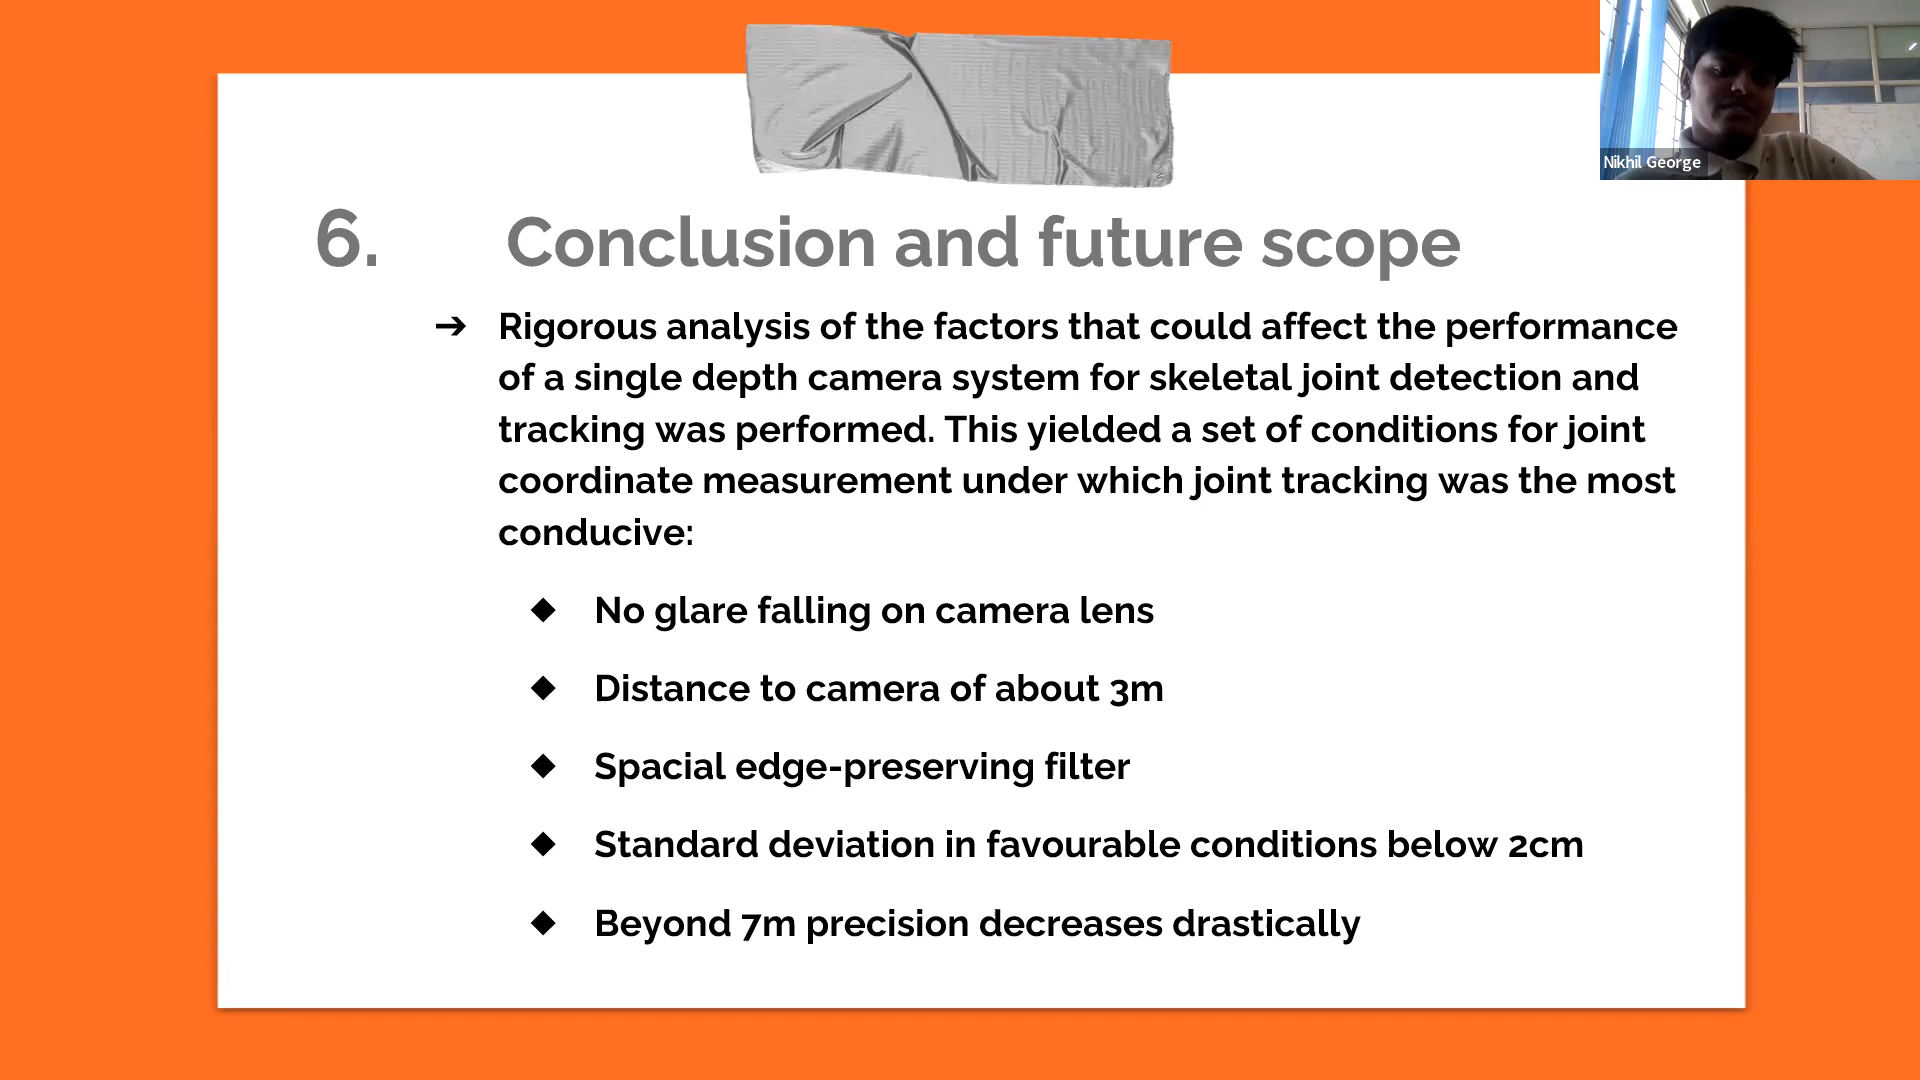 Nikhil George
6. Conclusion and future scope
➔ Rigorous analysis of the factors that could affect the performance
of a single depth camera system for skeletal joint detection and
tracking was performed. This yielded a set of conditions for joint
coordinate measurement under which joint tracking was the most
conducive:
◆ No glare falling on camera lens
◆ Distance to camera of about 3m
◆ Spacial edge-preserving filter
◆ Standard deviation in favourable conditions below 2cm
◆ Beyond 7m precision decreases drastically